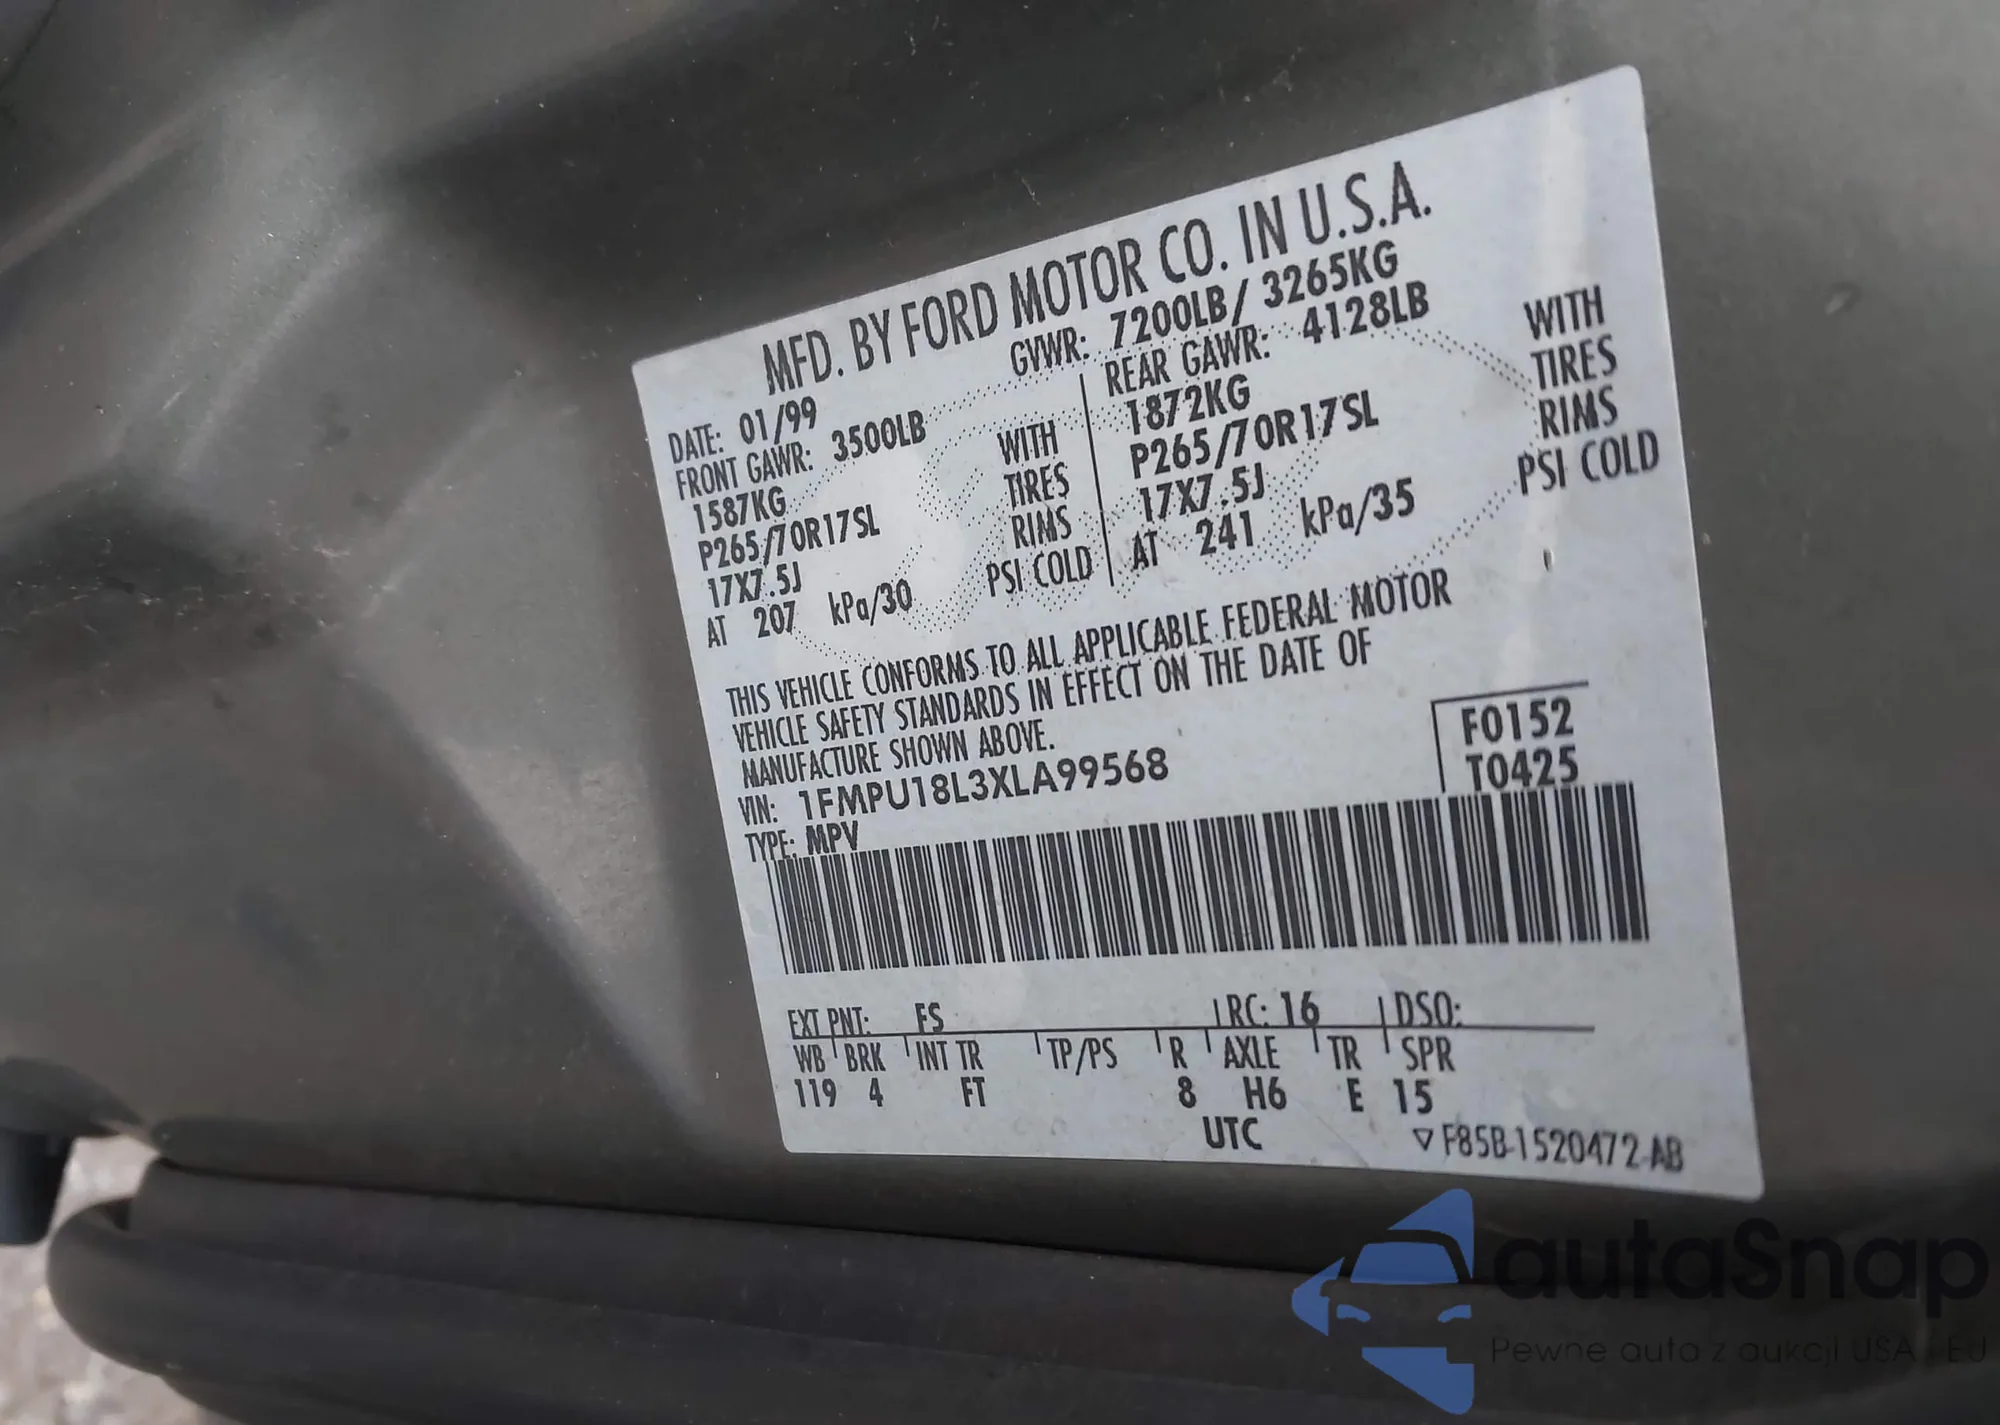 MFD. BY FORD MOTOR CO. IN U.S.A.
DATE: 01/99 GVWR: 7200LB/ 3265KG
FRONT GAWR: 3500LB REAR GAWR: 4128LB
1587KG WITH 1872KG WITH
P265/70R17SL TIRES P265/70R17SL TIRES
17X7.5J RIMS 17X7.5J RIMS
AT 207 kPa/30 PSI COLD AT 241 kPa/35 PSI COLD
THIS VEHICLE CONFORMS TO ALL APPLICABLE FEDERAL MOTOR
VEHICLE SAFETY STANDARDS IN EFFECT ON THE DATE OF
MANUFACTURE SHOWN ABOVE.
F0152
VIN: 1FMPU18L3XLA99568
T0425
TYPE: MPV
EXT PNT: FS RC: 16 DSO:
WB BRK INT TR TP/PS R AXLE TR SPR
119 4 FT 8 H6 E 15
UTC F85B-1520472-AB
autaSnap
Pewne auta z aukcji USA i EU